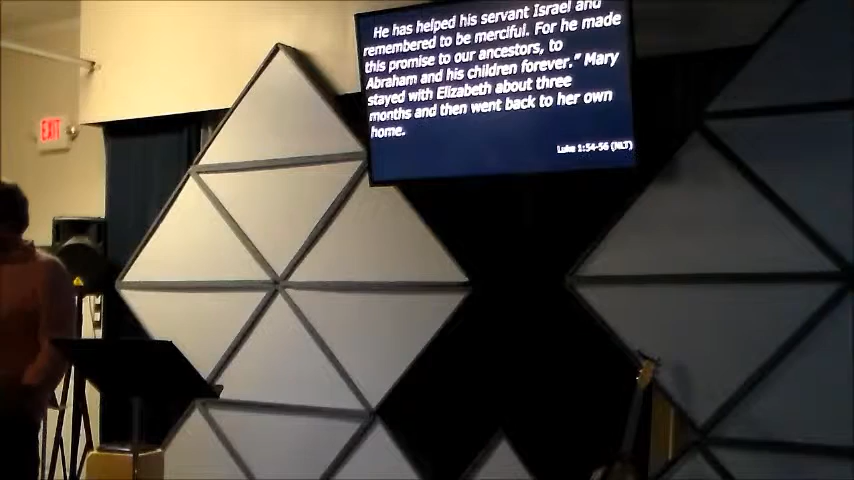 He has helped his servant Israel and
remembered to be merciful. For he made
this promise to our ancestors, to
Abraham and his children forever.” Mary
stayed with Elizabeth about three
months and then went back to her own
home.
Luke 1:54-56 (NLT)
EXIT